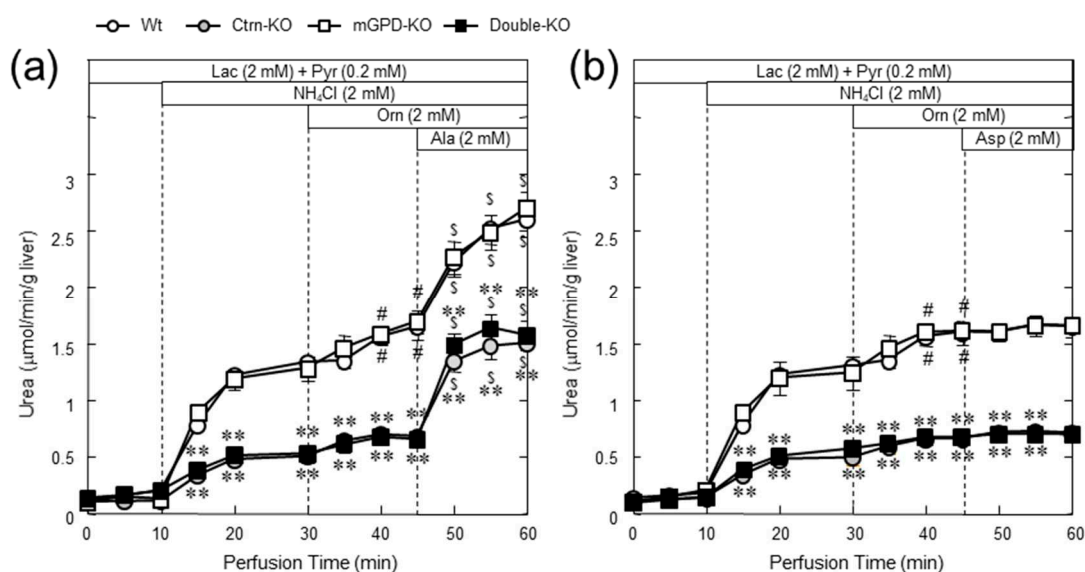 Wt Ctrn-KO mGPD-KO Double-KO
(a)
Lac (2 mM) + Pyr (0.2 mM)
NH₄Cl (2 mM)
Orn (2 mM)
Ala (2 mM)
Urea (µmol/min/g liver)
3
2.5
2
1.5
1
0.5
0
$ $ $
$ $ $
# #
# #
** ** **
$ $ $
$ $ $
** ** **
** ** ** ** ** **
** ** ** ** ** **
0 10 20 30 40 50 60
Perfusion Time (min)
(b)
Lac (2 mM) + Pyr (0.2 mM)
NH₄Cl (2 mM)
Orn (2 mM)
Asp (2 mM)
Urea (µmol/min/g liver)
3
2.5
2
1.5
1
0.5
0
# #
# #
** ** ** ** ** ** ** **
** ** ** ** ** ** ** **
0 10 20 30 40 50 60
Perfusion Time (min)